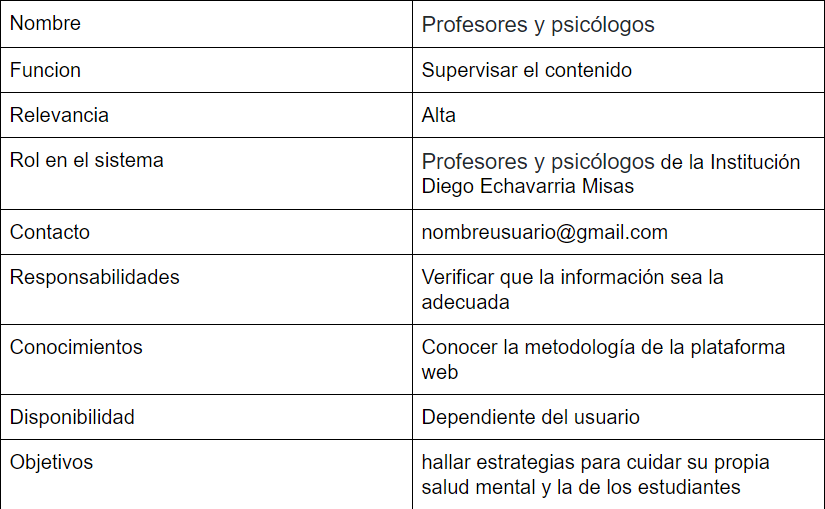 Nombre Profesores y psicólogos
Funcion Supervisar el contenido
Relevancia Alta
Rol en el sistema Profesores y psicólogos de la Institución
Diego Echavarria Misas
Contacto nombreusuario@gmail.com
Responsabilidades Verificar que la información sea la
adecuada
Conocimientos Conocer la metodología de la plataforma
web
Disponibilidad Dependiente del usuario
Objetivos hallar estrategias para cuidar su propia
salud mental y la de los estudiantes